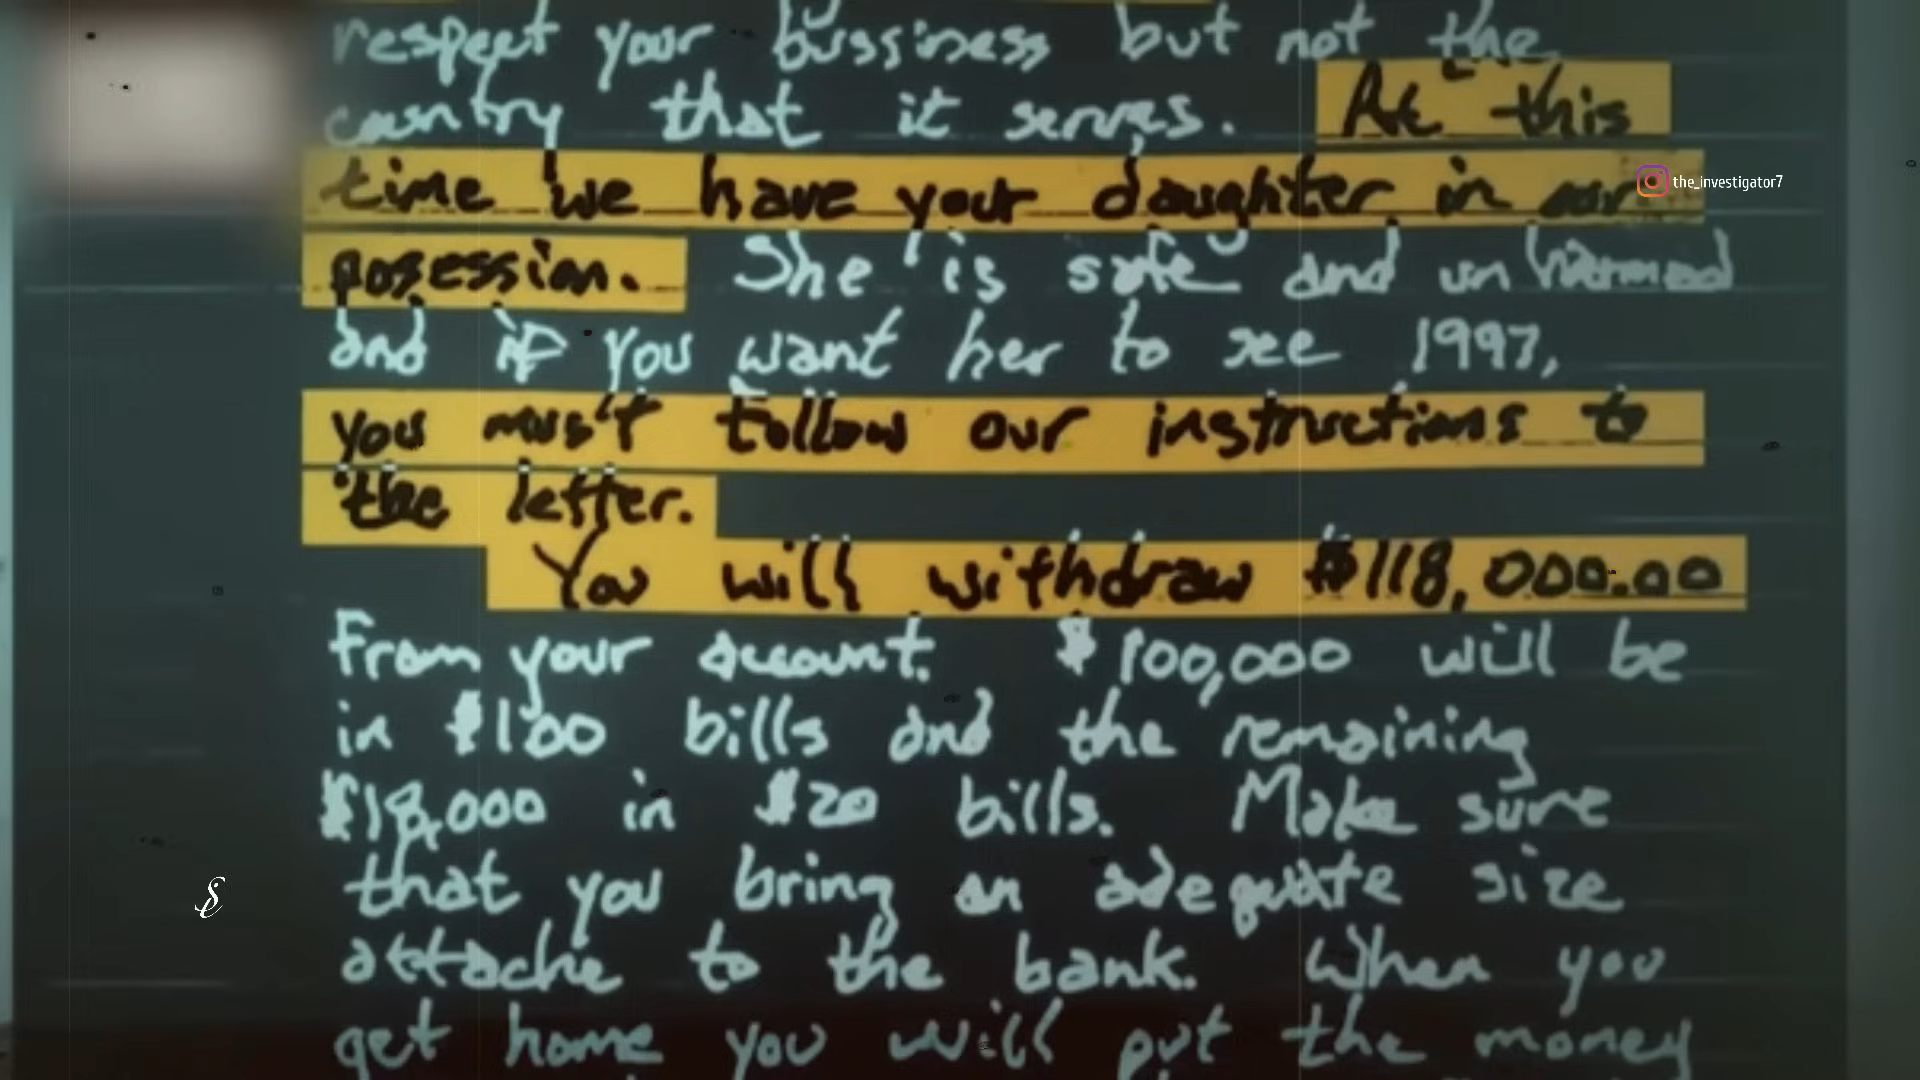 respect your bussiness but not the
country that it serves. At this
time we have your daughter in our
posession. She is safe and unharmed
and if you want her to see 1997,
you must follow our instructions to
the letter.
You will withdraw $118,000.00
from your account. $100,000 will be
in $100 bills and the remaining
$18,000 in $20 bills. Make sure
that you bring an adequate size
attache to the bank. When you
get home you will put the money
the_investigator7